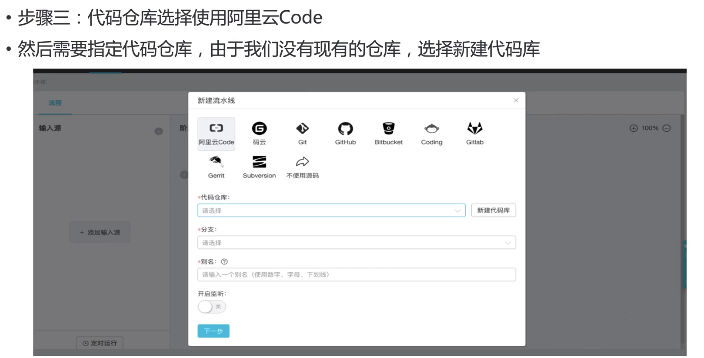 • 步骤三：代码仓库选择使用阿里云Code
• 然后需要指定代码仓库，由于我们没有现有的仓库，选择新建代码库
新建流水线
流程
输入源
100%
阿里云Code 码云 Git GitHub Bitbucket Coding Gitlab
Gerrit Subversion 不使用源码
*代码仓库:
请选择 新建代码库
+ 添加输入源
*分支:
请选择
*别名:
请输入一个别名（使用数字、字母、下划线）
开启监听:
关
下一步
定时运行